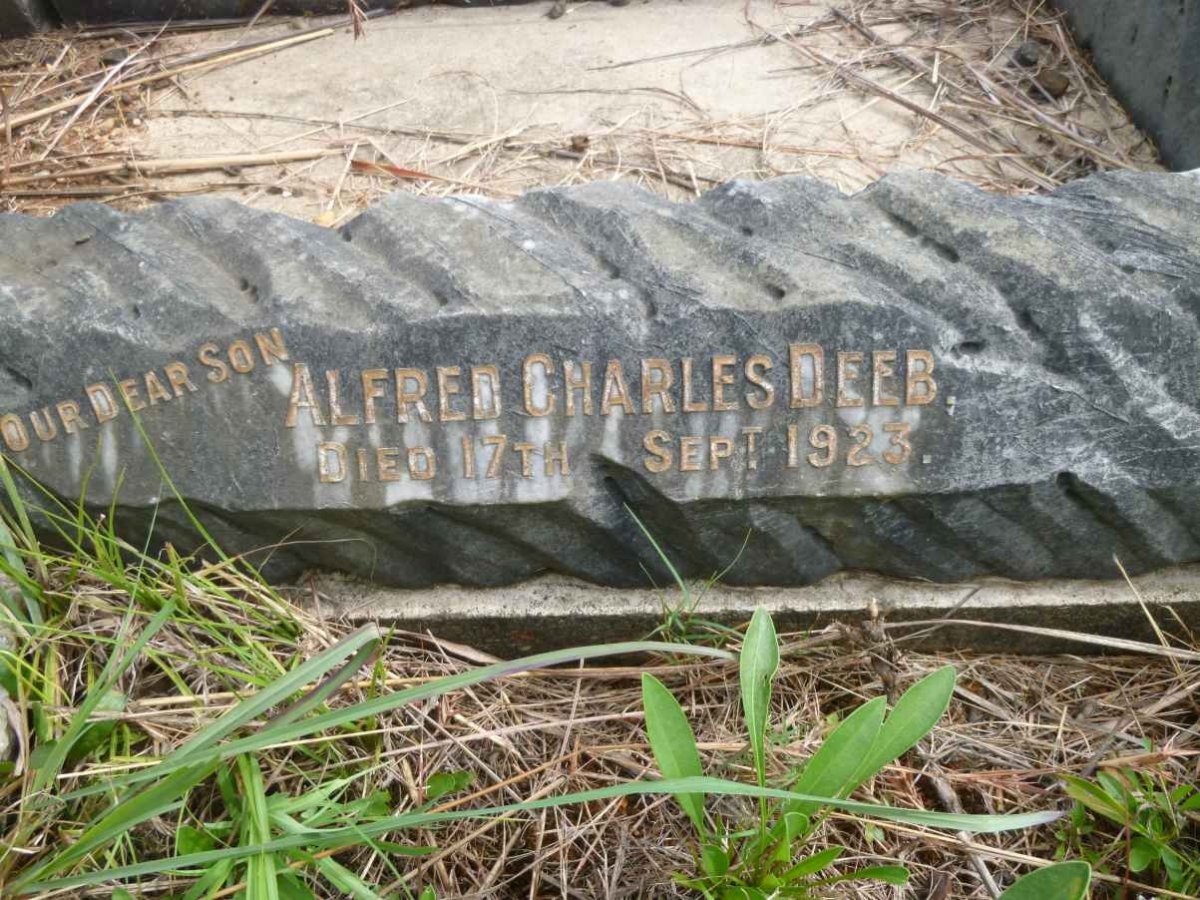 OUR DEAR SON
ALFRED CHARLES DEEB.
DIED 17TH SEPT 1923.